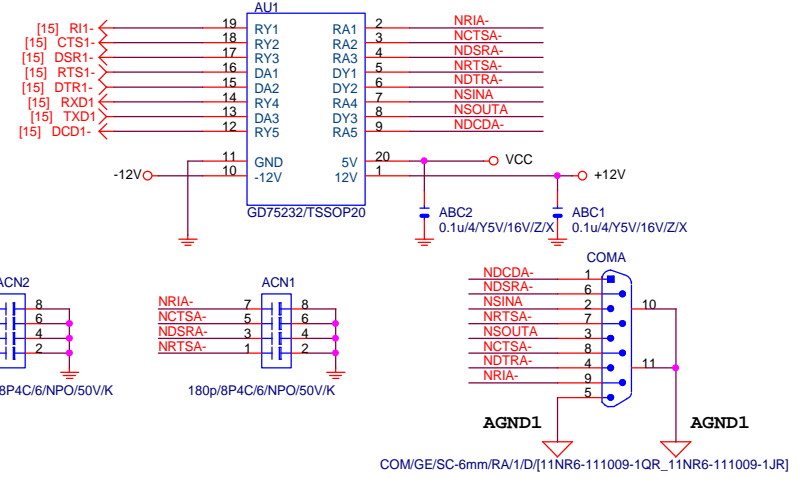 AU1
[15] RI1- 19 RY1 RA1 2 NRIA-
[15] CTS1- 18 RY2 RA2 3 NCTSA-
[15] DSR1- 17 RY3 RA3 4 NDSRA-
[15] RTS1- 16 DA1 DY1 5 NRTSA-
[15] DTR1- 15 DA2 DY2 6 NDTRA-
[15] RXD1 14 RY4 RA4 7 NSINA
[15] TXD1 13 DA3 DY3 8 NSOUTA
[15] DCD1- 12 RY5 RA5 9 NDCDA-
11 GND 5V 20 VCC
-12V 10 -12V 12V 1 +12V
GD75232/TSSOP20
ABC2
0.1u/4/Y5V/16V/Z/X
ABC1
0.1u/4/Y5V/16V/Z/X
ACN2
8
6
4
2
8P4C/6/NPO/50V/K
ACN1
NRIA- 7 8
NCTSA- 5 6
NDSRA- 3 4
NRTSA- 1 2
180p/8P4C/6/NPO/50V/K
COMA
NDCDA- 1
NDSRA- 6
NSINA 2 10
NRTSA- 7
NSOUTA 3
NCTSA- 8
NDTRA- 4 11
NRIA- 9
5
AGND1 AGND1
COM/GE/SC-6mm/RA/1/D/[11NR6-111009-1QR_11NR6-111009-1JR]